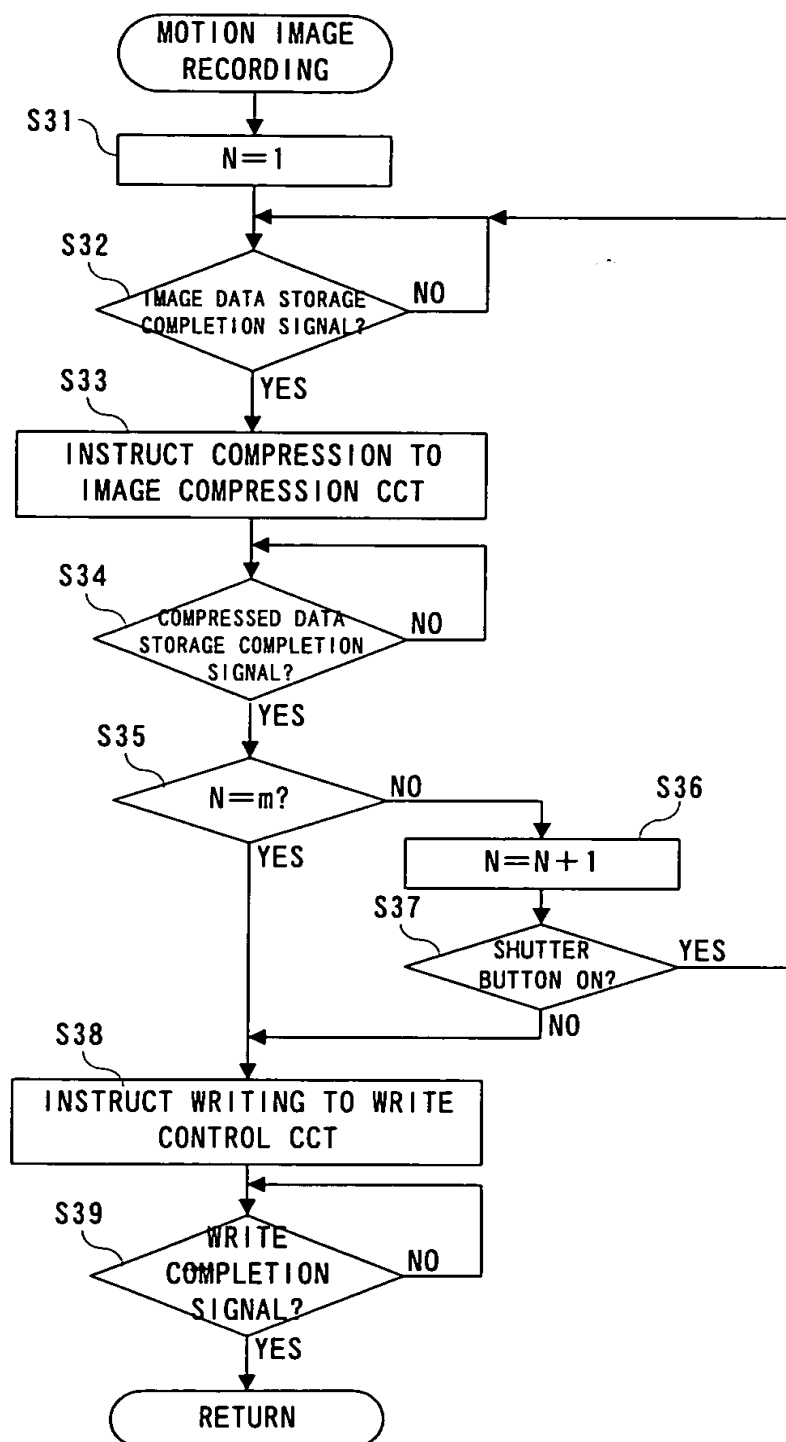 MOTION IMAGE
RECORDING
S31
N=1
S32
IMAGE DATA STORAGE
COMPLETION SIGNAL?
NO
YES
S33
INSTRUCT COMPRESSION TO
IMAGE COMPRESSION CCT
S34
COMPRESSED DATA
STORAGE COMPLETION
SIGNAL?
NO
YES
S35
N=m?
NO
YES
S36
N=N+1
S37
SHUTTER
BUTTON ON?
YES
NO
S38
INSTRUCT WRITING TO WRITE
CONTROL CCT
S39
WRITE
COMPLETION
SIGNAL?
NO
YES
RETURN